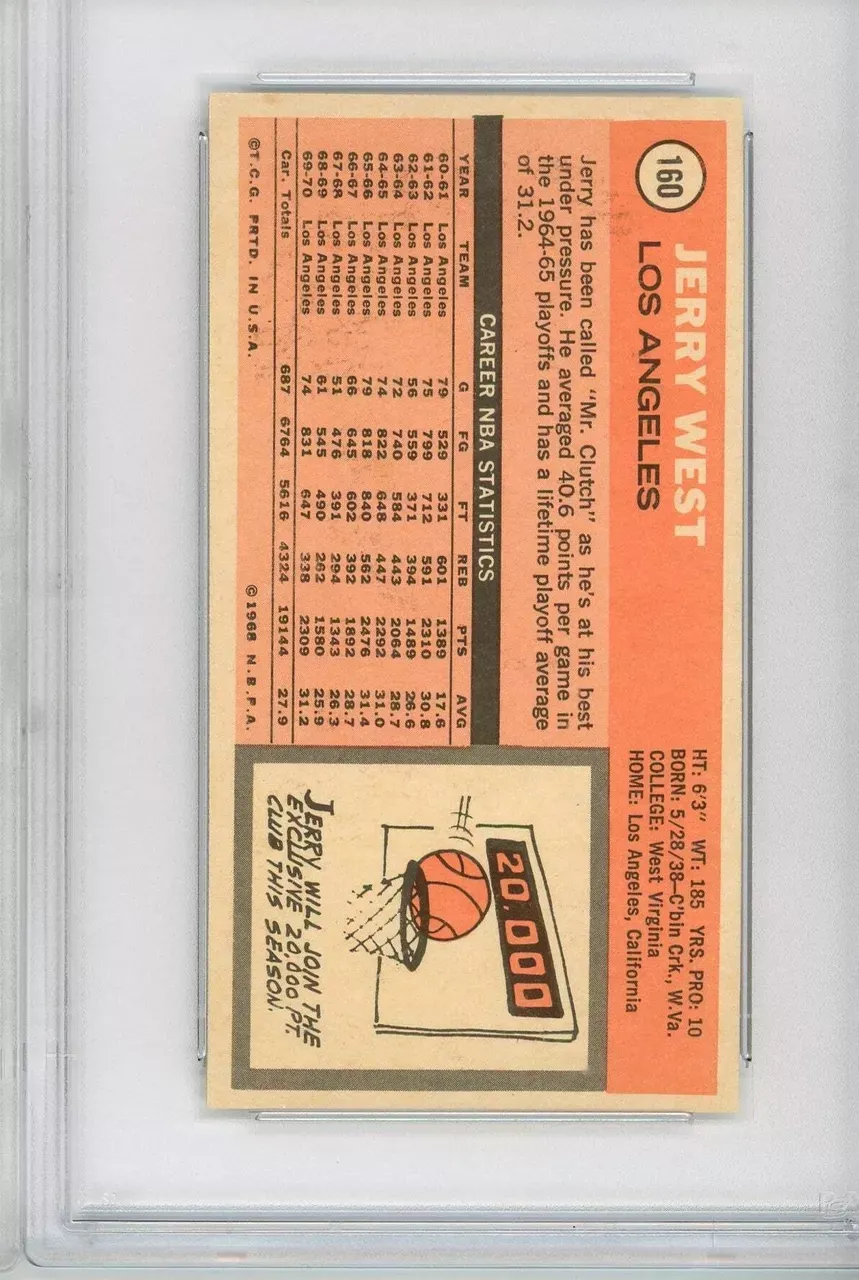 160
JERRY WEST
LOS ANGELES
HT: 6'3" WT: 185 YRS. PRO: 10
BORN: 5/28/38—C'bin Crk., W.Va.
COLLEGE: West Virginia
HOME: Los Angeles, California
Jerry has been called "Mr. Clutch" as he's at his best
under pressure. He averaged 40.6 points per game in
the 1964-65 playoffs and has a lifetime playoff average
of 31.2.
CAREER NBA STATISTICS
YEAR TEAM G FG FT REB PTS AVG
60-61 Los Angeles 79 529 331 601 1389 17.6
61-62 Los Angeles 75 799 712 591 2310 30.8
62-63 Los Angeles 56 559 371 394 1489 26.6
63-64 Los Angeles 72 740 584 443 2064 28.7
64-65 Los Angeles 74 822 648 447 2292 31.0
65-66 Los Angeles 79 818 840 562 2476 31.4
66-67 Los Angeles 66 645 602 392 1892 28.7
67-68 Los Angeles 51 476 391 294 1343 26.3
68-69 Los Angeles 61 545 490 262 1580 25.9
69-70 Los Angeles 74 831 647 338 2309 31.2
Car. Totals 687 6764 5616 4324 19144 27.9
©T.C.G. PRTD. IN U.S.A. ©1968 N.B.P.A.
20,000
JERRY WILL JOIN THE
EXCLUSIVE 20,000 PT.
CLUB THIS SEASON.